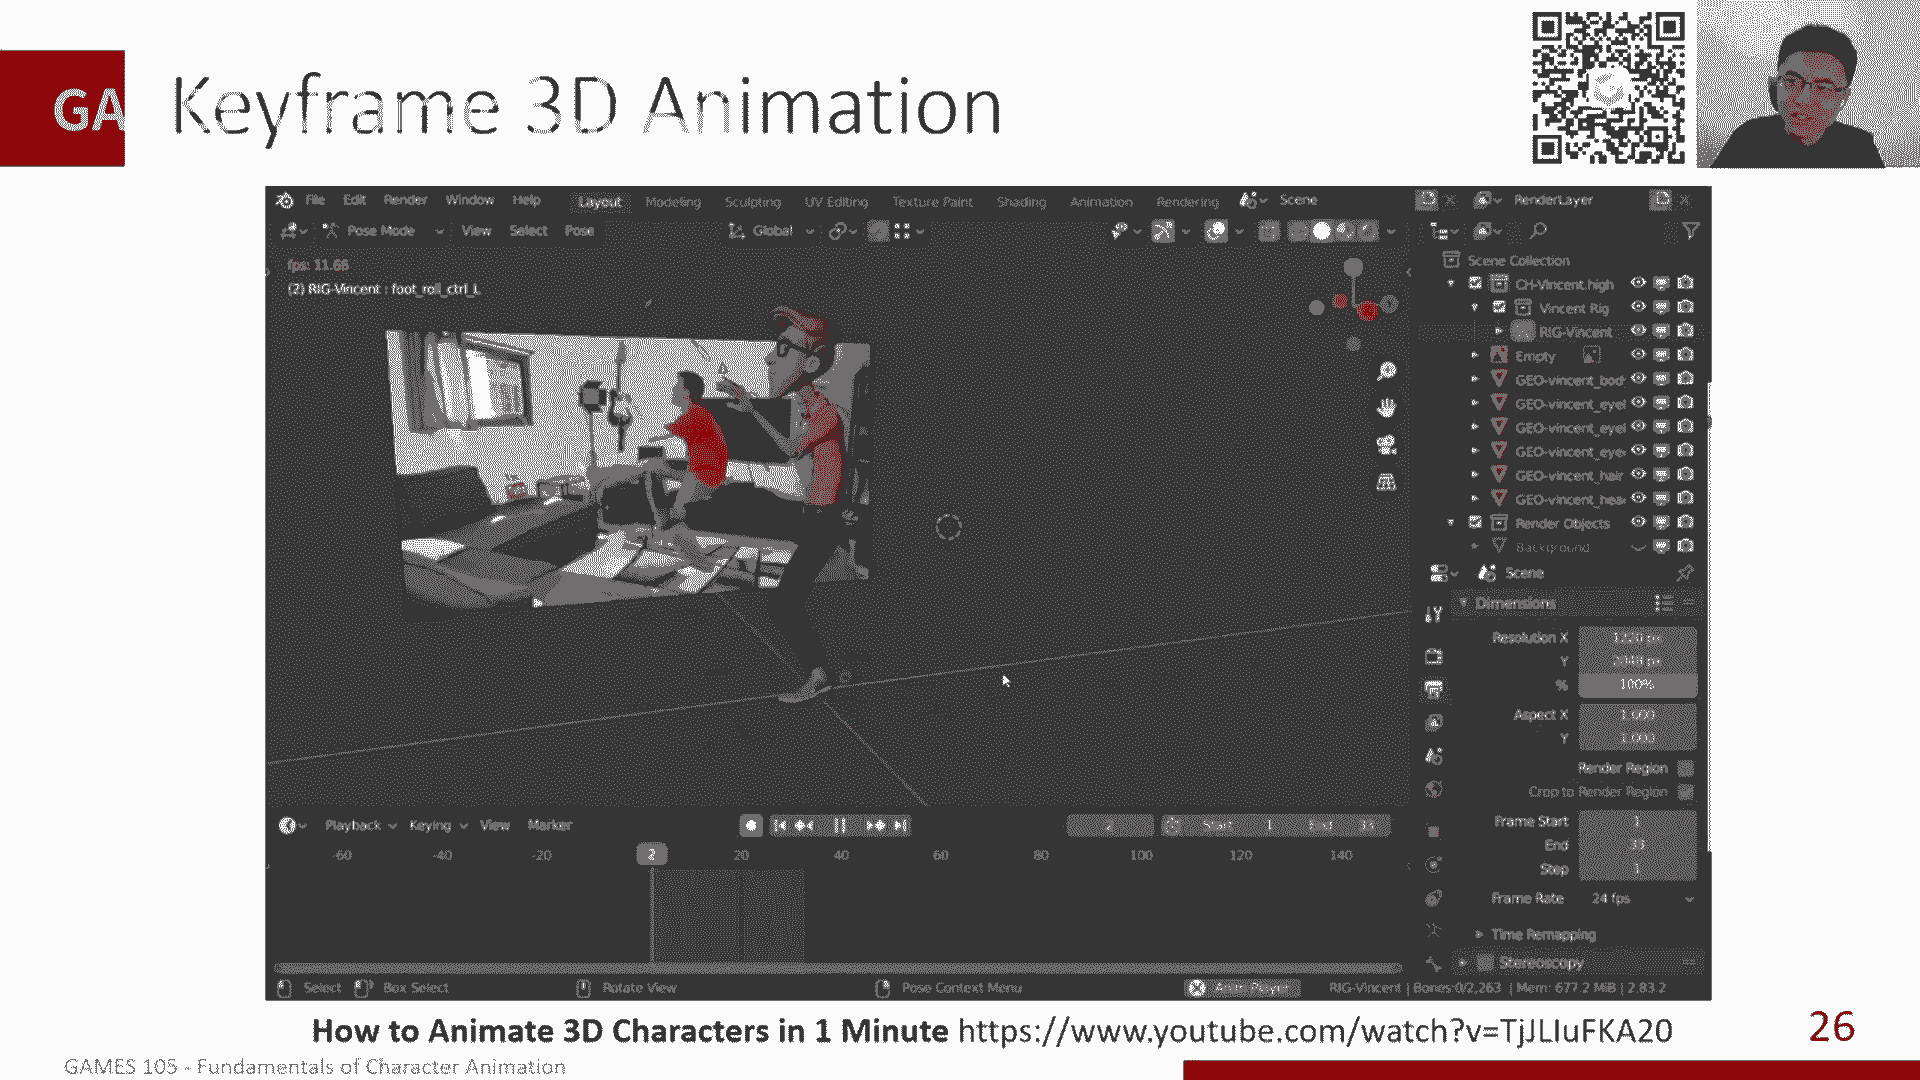 GA
Keyframe 3D Animation
File Edit Render Window Help Layout Modeling Sculpting UV Editing Texture Paint Shading Animation Rendering Scene RenderLayer
Pose Mode View Select Pose Global
fps: 11.66
(2) RIG-Vincent : foot_roll_ctrl_L
Scene Collection
CH-Vincent.high
Vincent Rig
RIG-Vincent
Empty
GEO-vincent_bod
GEO-vincent_eyel
GEO-vincent_eyel
GEO-vincent_eye
GEO-vincent_hair
GEO-vincent_hea
Render Objects
Background
Scene
Dimensions
Resolution X
Y
% 100%
Aspect X 1.000
Y 1.000
Render Region
Crop to Render Region
Frame Start 1
End 33
Step 1
Frame Rate 24 fps
Time Remapping
Stereoscopy
Playback Keying View Marker 2 Start 1 End 33
-60 -40 -20 2 20 40 60 80 100 120 140
Select Box Select Rotate View Pose Context Menu Anim Player RIG-Vincent | Bones:0/2,263 | Mem: 677.2 MiB | 2.83.2
How to Animate 3D Characters in 1 Minute https://www.youtube.com/watch?v=TjJLIuFKA20
26
GAMES 105 - Fundamentals of Character Animation